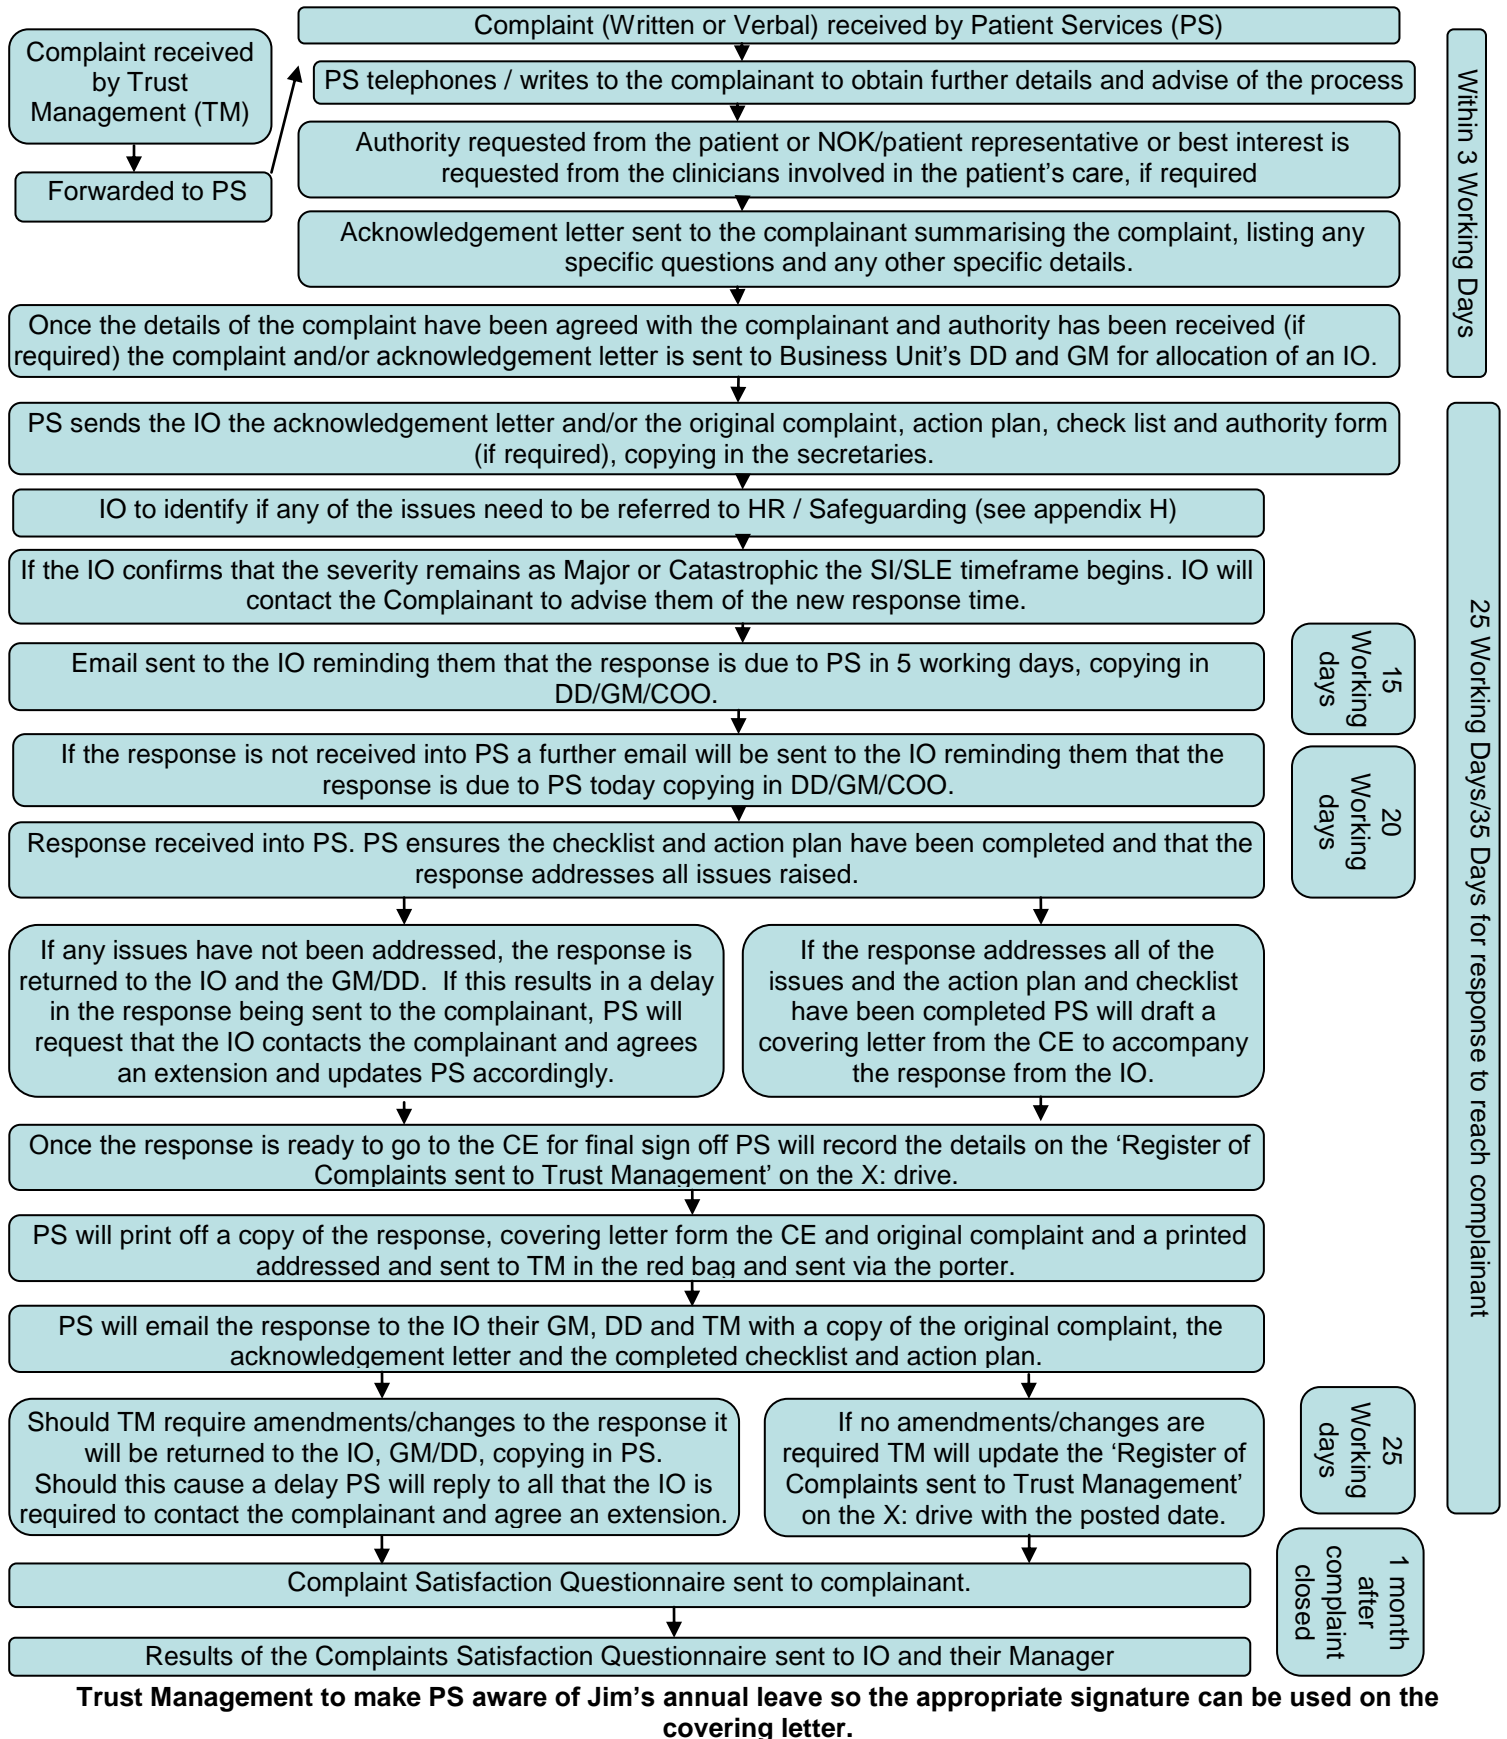 Complaint (Written or Verbal) received by Patient Services (PS)
Complaint received
by Trust
Management (TM)
Forwarded to PS
PS telephones / writes to the complainant to obtain further details and advise of the process
Authority requested from the patient or NOK/patient representative or best interest is
requested from the clinicians involved in the patient's care, if required
Acknowledgement letter sent to the complainant summarising the complaint, listing any
specific questions and any other specific details.
Once the details of the complaint have been agreed with the complainant and authority has been received (if
required) the complaint and/or acknowledgement letter is sent to Business Unit's DD and GM for allocation of an IO.
Within 3 Working Days
PS sends the IO the acknowledgement letter and/or the original complaint, action plan, check list and authority form
(if required), copying in the secretaries.
IO to identify if any of the issues need to be referred to HR / Safeguarding (see appendix H)
If the IO confirms that the severity remains as Major or Catastrophic the SI/SLE timeframe begins. IO will
contact the Complainant to advise them of the new response time.
Email sent to the IO reminding them that the response is due to PS in 5 working days, copying in
DD/GM/COO.
15
Working
days
If the response is not received into PS a further email will be sent to the IO reminding them that the
response is due to PS today copying in DD/GM/COO.
20
Working
days
Response received into PS. PS ensures the checklist and action plan have been completed and that the
response addresses all issues raised.
If any issues have not been addressed, the response is
returned to the IO and the GM/DD.  If this results in a delay
in the response being sent to the complainant, PS will
request that the IO contacts the complainant and agrees
an extension and updates PS accordingly.
If the response addresses all of the
issues and the action plan and checklist
have been completed PS will draft a
covering letter from the CE to accompany
the response from the IO.
25 Working Days/35 Days for response to reach complainant
Once the response is ready to go to the CE for final sign off PS will record the details on the 'Register of
Complaints sent to Trust Management' on the X: drive.
PS will print off a copy of the response, covering letter form the CE and original complaint and a printed
addressed and sent to TM in the red bag and sent via the porter.
PS will email the response to the IO their GM, DD and TM with a copy of the original complaint, the
acknowledgement letter and the completed checklist and action plan.
Should TM require amendments/changes to the response it
will be returned to the IO, GM/DD, copying in PS.
Should this cause a delay PS will reply to all that the IO is
required to contact the complainant and agree an extension.
If no amendments/changes are
required TM will update the 'Register of
Complaints sent to Trust Management'
on the X: drive with the posted date.
25
Working
days
Complaint Satisfaction Questionnaire sent to complainant.
1 month
after
complaint
closed
Results of the Complaints Satisfaction Questionnaire sent to IO and their Manager
Trust Management to make PS aware of Jim's annual leave so the appropriate signature can be used on the
covering letter.